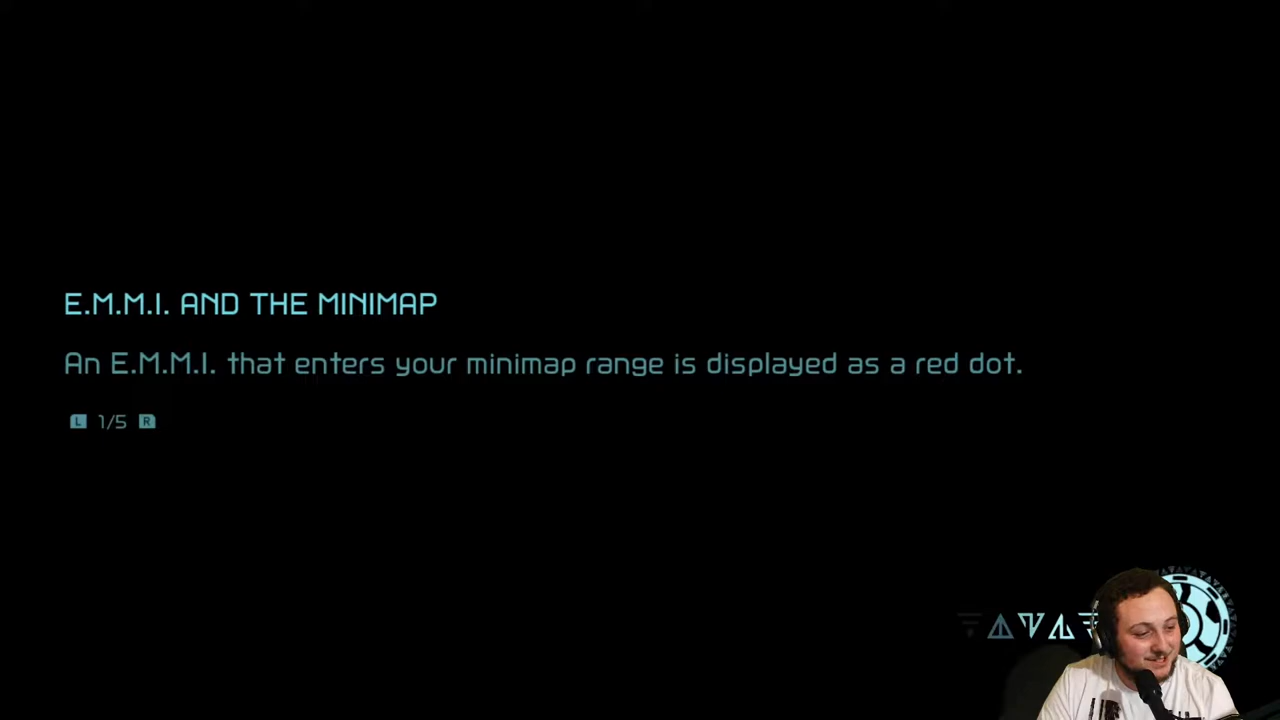 E.M.M.I. AND THE MINIMAP
An E.M.M.I. that enters your minimap range is displayed as a red dot.
L 1/5 R